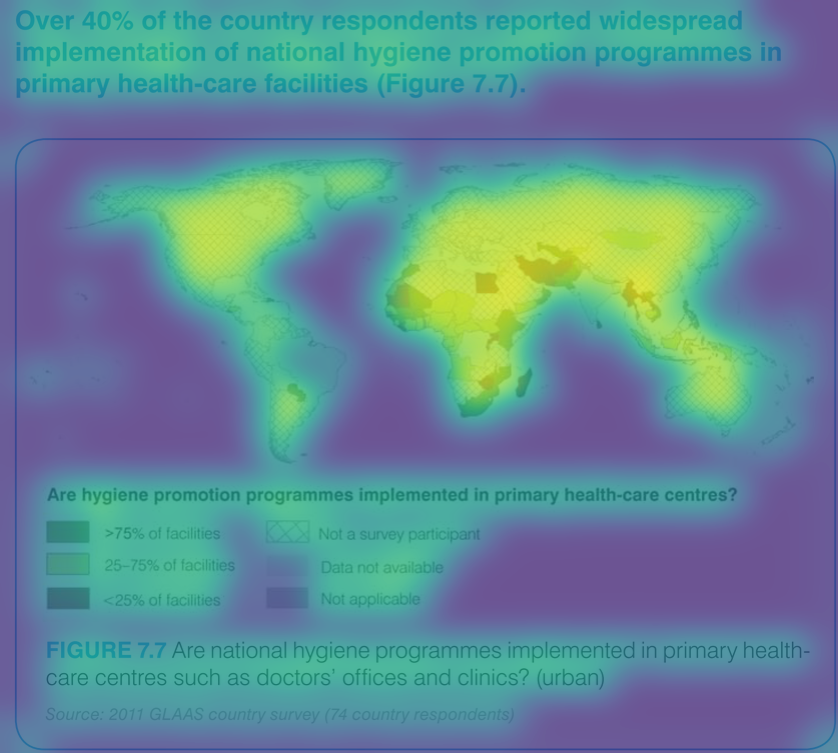 Over 40% of the country respondents reported widespread
implementation of national hygiene promotion programmes in
primary health-care facilities (Figure 7.7).
Are hygiene promotion programmes implemented in primary health-care centres?
>75% of facilities
25–75% of facilities
<25% of facilities
Not a survey participant
Data not available
Not applicable
FIGURE 7.7 Are national hygiene programmes implemented in primary health-
care centres such as doctors' offices and clinics? (urban)
Source: 2011 GLAAS country survey (74 country respondents)